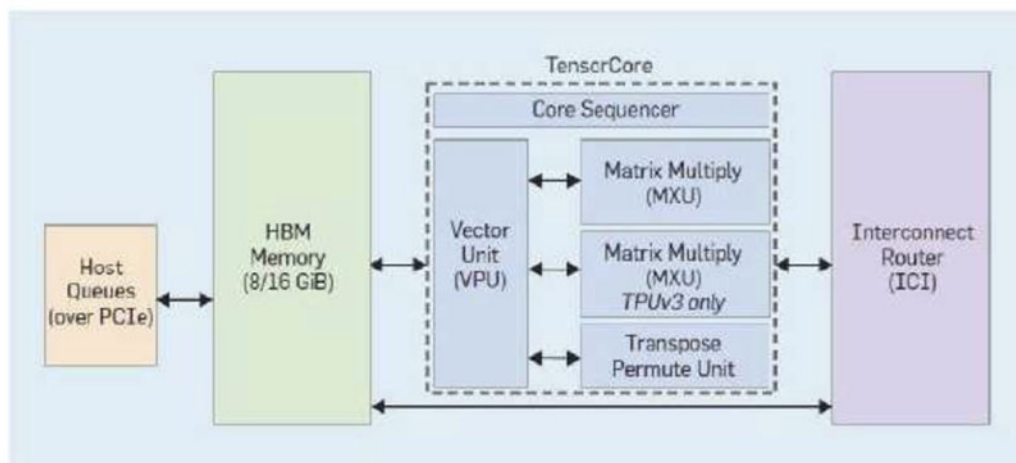 TenscrCore
Core Sequencer
Host
Queues
(over PCIe)
HBM
Memory
(8/16 GiB)
Vector
Unit
(VPU)
Matrix Multiply
(MXU)
Matrix Multiply
(MXU)
TPUv3 only
Transpose
Permute Unit
Interconnect
Router
(ICI)